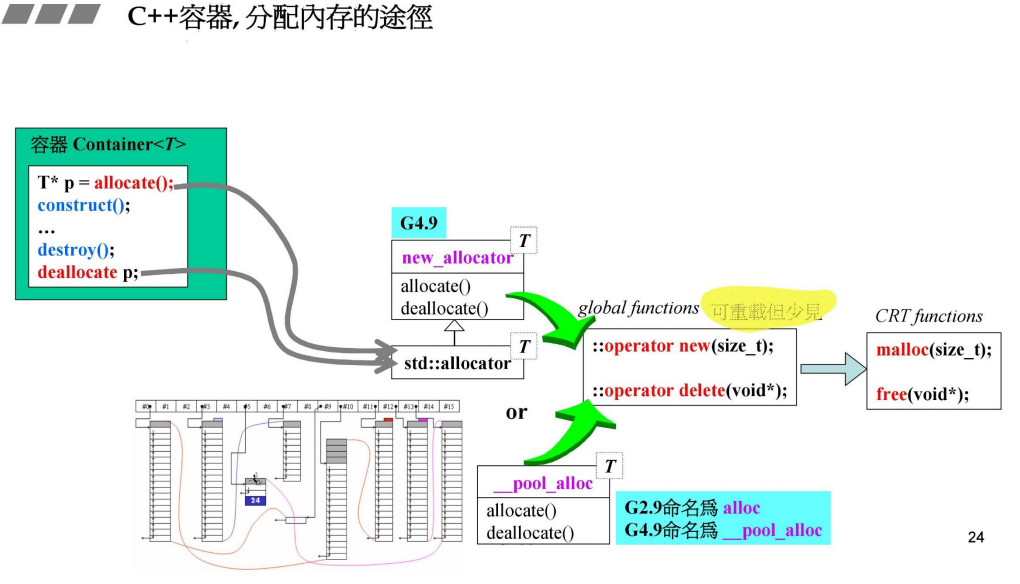 C++容器, 分配內存的途徑
容器 Container<T>
T* p = allocate();
construct();
…
destroy();
deallocate p;
G4.9
T
new_allocator
allocate()
deallocate()
T
std::allocator
global functions 可重載但少見
::operator new(size_t);
::operator delete(void*);
CRT functions
malloc(size_t);
free(void*);
or
T
__pool_alloc
allocate()
deallocate()
G2.9命名爲 alloc
G4.9命名爲 __pool_alloc
#0 #1 #2 #3 #4 #5 #6 #7 #8 #9 #10 #11 #12 #13 #14 #15
24
24